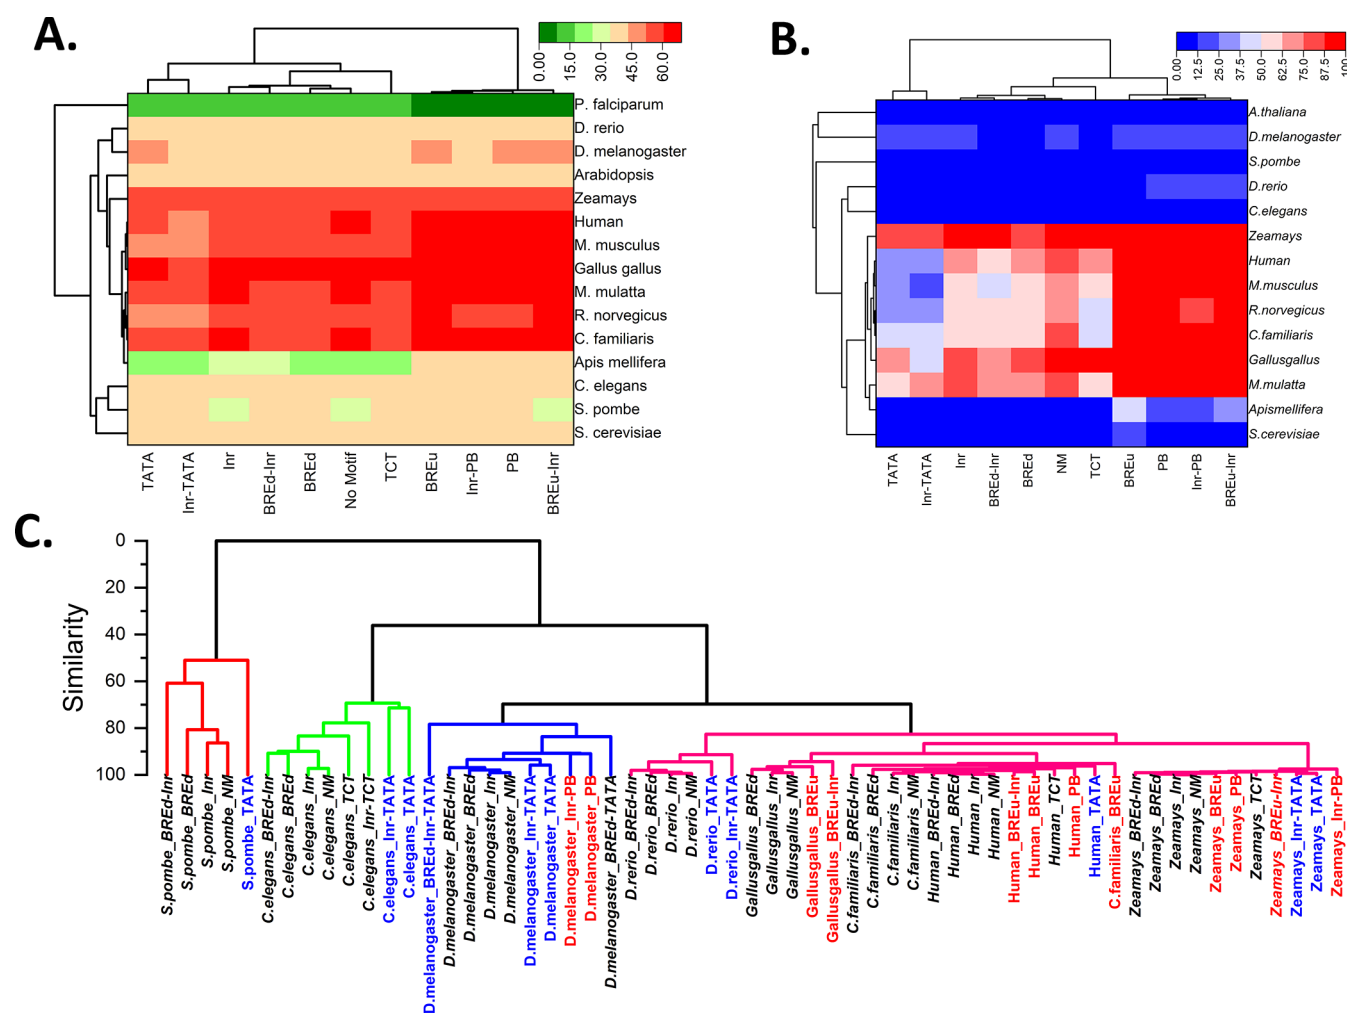 A.
0.00
15.0
30.0
45.0
60.0
P. falciparum
D. rerio
D. melanogaster
Arabidopsis
Zeamays
Human
M. musculus
Gallus gallus
M. mulatta
R. norvegicus
C. familiaris
Apis mellifera
C. elegans
S. pombe
S. cerevisiae
TATA
Inr-TATA
Inr
BREd-Inr
BREd
No Motif
TCT
BREu
Inr-PB
PB
BREu-Inr
B.
0.00
12.5
25.0
37.5
50.0
62.5
75.0
87.5
100
A.thaliana
D.melanogaster
S.pombe
D.rerio
C.elegans
Zeamays
Human
M.musculus
R.norvegicus
C.familiaris
Gallusgallus
M.mulatta
Apismellifera
S.cerevisiae
TATA
Inr-TATA
Inr
BREd-Inr
BREd
NM
TCT
BREu
PB
Inr-PB
BREu-Inr
C.
Similarity
0
20
40
60
80
100
S.pombe_BREd-Inr
S.pombe_BREd
S.pombe_Inr
S.pombe_NM
S.pombe_TATA
C.elegans_BREd-Inr
C.elegans_BREd
C.elegans_Inr
C.elegans_NM
C.elegans_TCT
C.elegans_Inr-TCT
C.elegans_Inr-TATA
C.elegans_TATA
D.melanogaster_BREd-Inr-TATA
D.melanogaster_BREd-Inr
D.melanogaster_BREd
D.melanogaster_Inr
D.melanogaster_NM
D.melanogaster_Inr-TATA
D.melanogaster_TATA
D.melanogaster_Inr-PB
D.melanogaster_PB
D.melanogaster_BREd-TATA
D.rerio_BREd-Inr
D.rerio_BREd
D.rerio_Inr
D.rerio_NM
D.rerio_TATA
D.rerio_Inr-TATA
Gallusgallus_BREd
Gallusgallus_Inr
Gallusgallus_NM
Gallusgallus_BREu
Gallusgallus_BREu-Inr
C.familiaris_BREd-Inr
C.familiaris_BREd
C.familiaris_Inr
C.familiaris_NM
Human_BREd-Inr
Human_BREd
Human_Inr
Human_NM
Human_BREu-Inr
Human_BREu
Human_TCT
Human_PB
Human_TATA
C.familiaris_BREu
Zeamays_BREd-Inr
Zeamays_BREd
Zeamays_Inr
Zeamays_NM
Zeamays_BREu
Zeamays_PB
Zeamays_TCT
Zeamays_BREu-Inr
Zeamays_Inr-TATA
Zeamays_TATA
Zeamays_Inr-PB